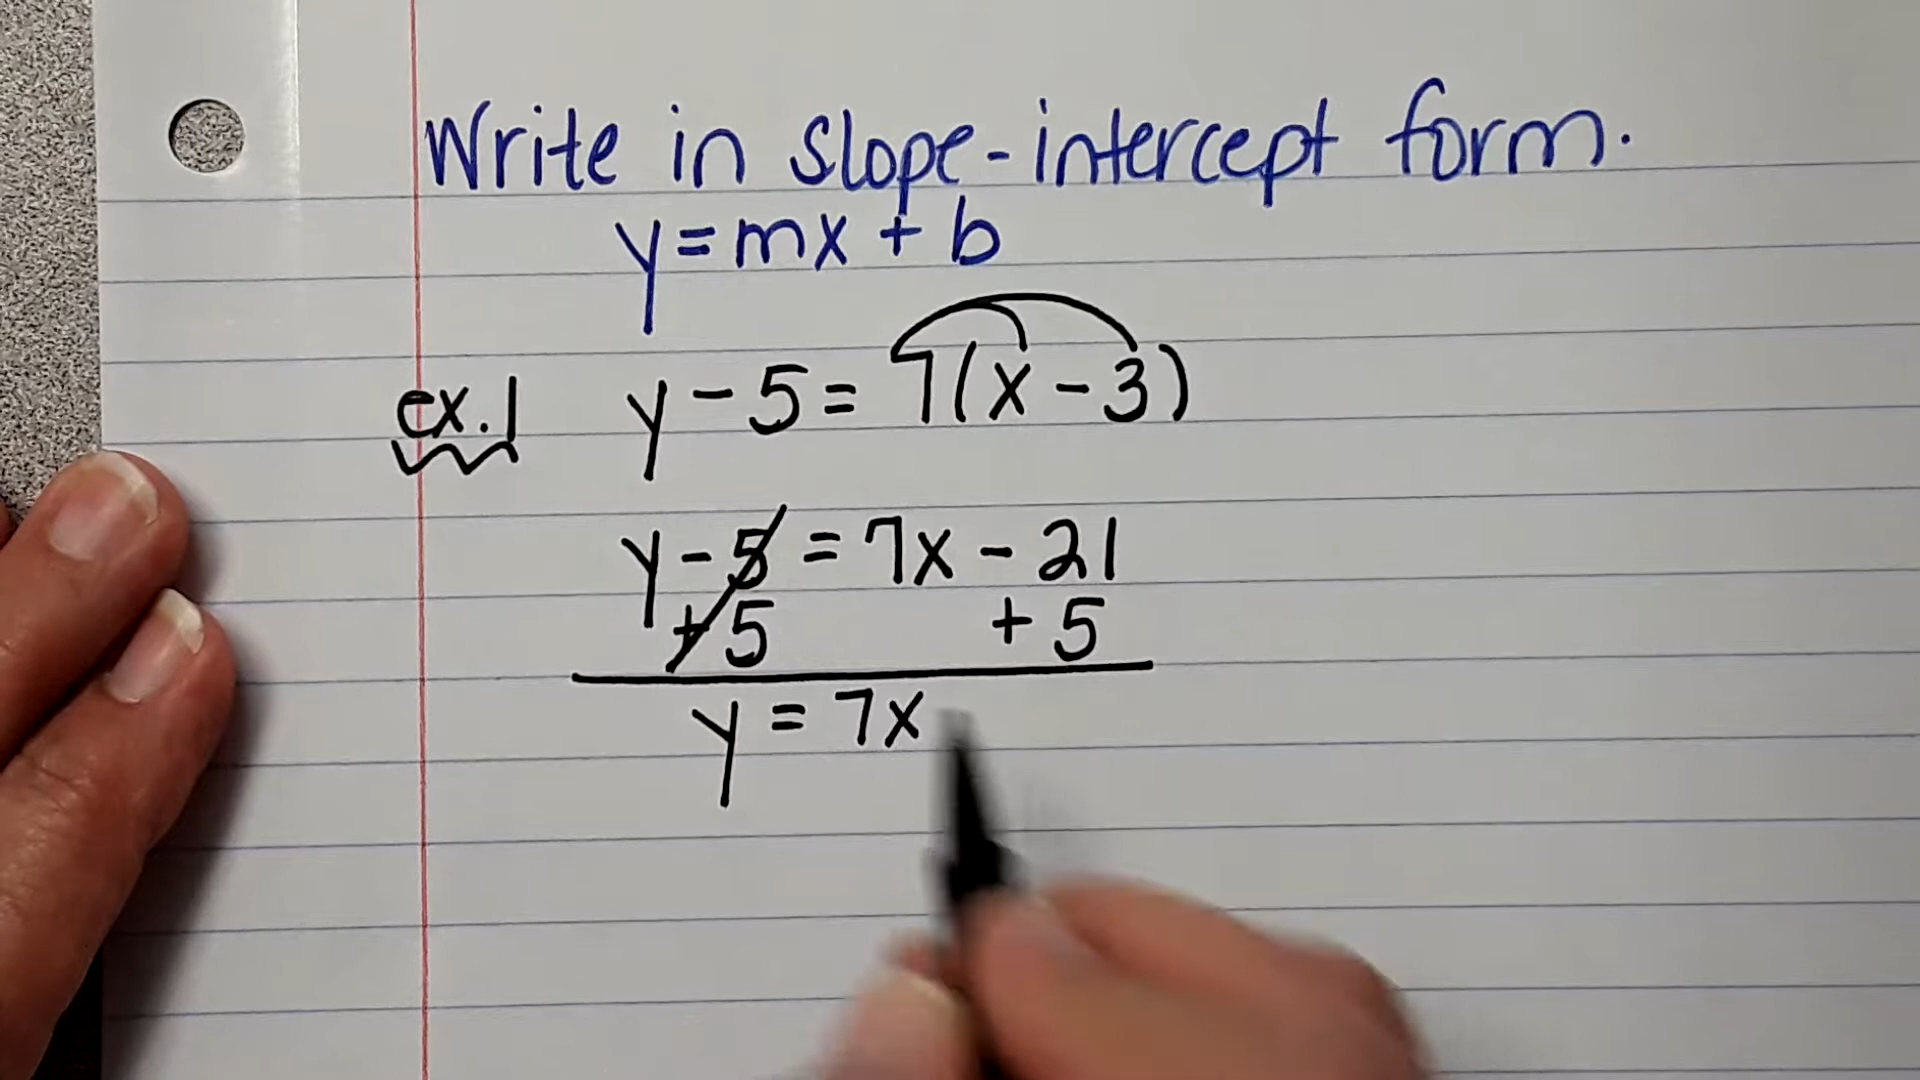 Write in slope-intercept form.
y=mx + b
ex.1 y - 5 = 7(x - 3)
y - 5 = 7x - 21
+ 5 + 5
y = 7x